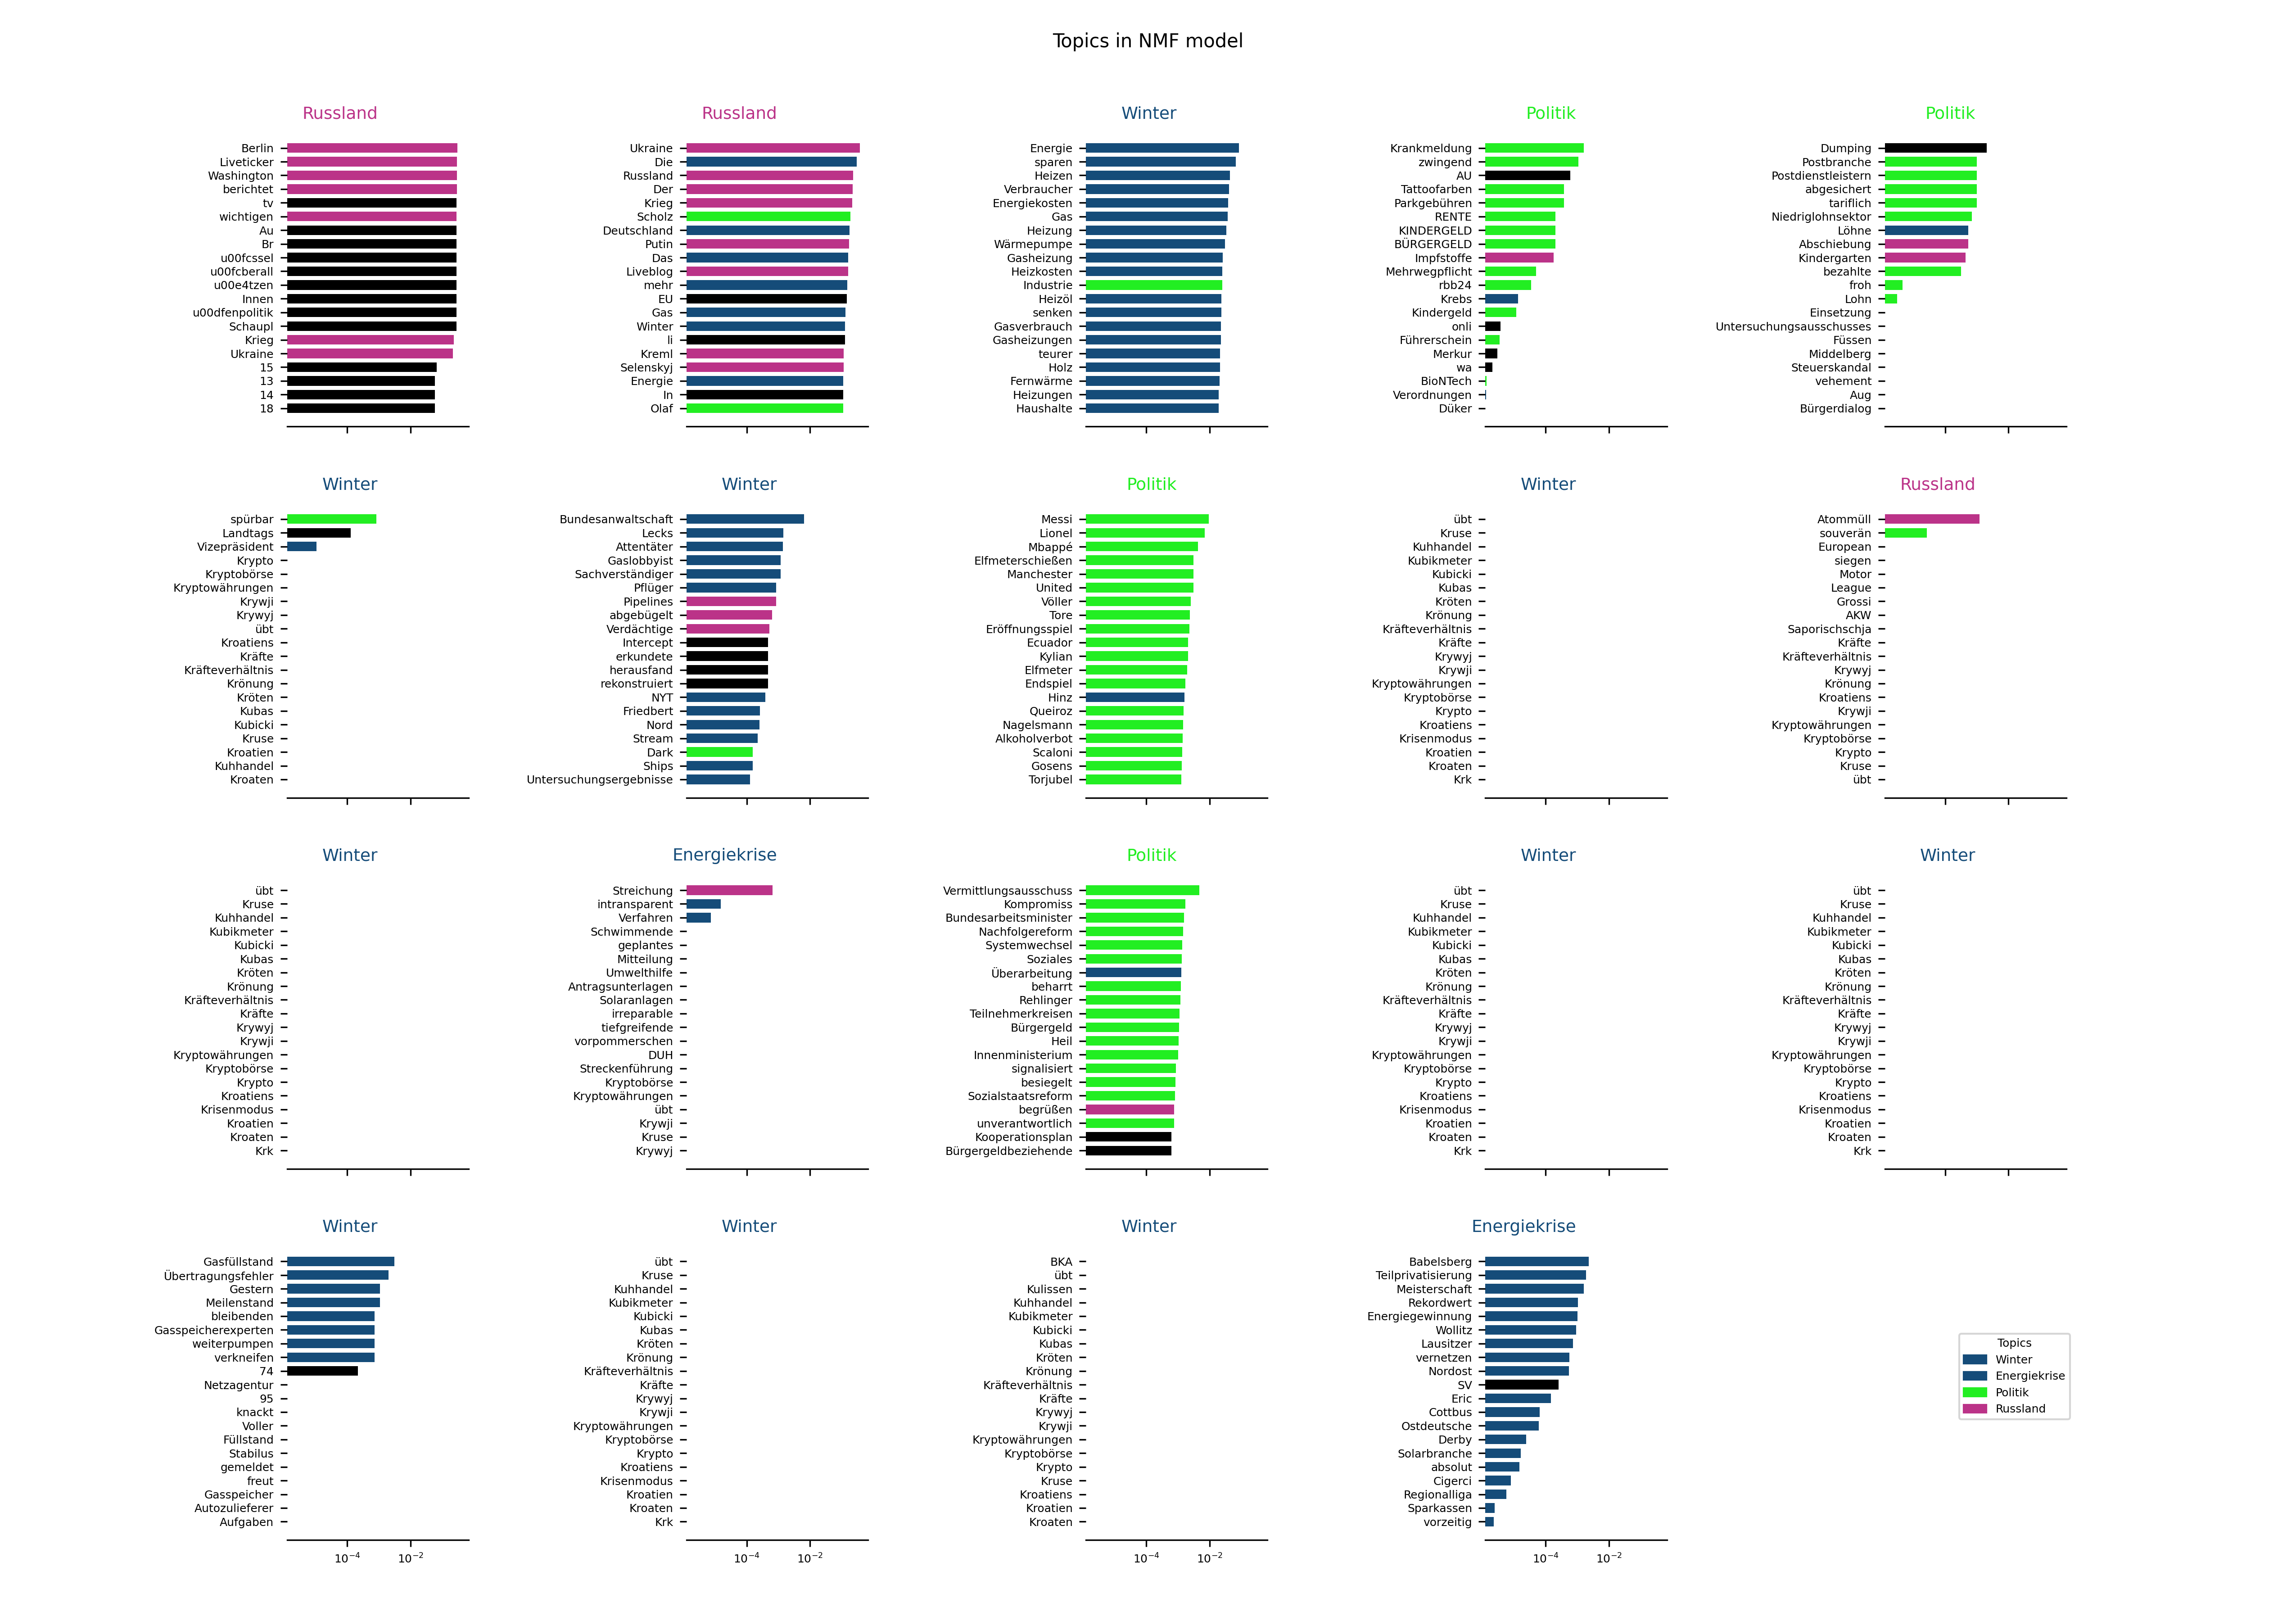 Topics in NMF model
Russland
Berlin
Liveticker
Washington
berichtet
tv
wichtigen
Au
Br
u00fcssel
u00fcberall
u00e4tzen
Innen
u00dfenpolitik
Schaupl
Krieg
Ukraine
15
13
14
18
Russland
Ukraine
Die
Russland
Der
Krieg
Scholz
Deutschland
Putin
Das
Liveblog
mehr
EU
Gas
Winter
li
Kreml
Selenskyj
Energie
In
Olaf
Winter
Energie
sparen
Heizen
Verbraucher
Energiekosten
Gas
Heizung
Wärmepumpe
Gasheizung
Heizkosten
Industrie
Heizöl
senken
Gasverbrauch
Gasheizungen
teurer
Holz
Fernwärme
Heizungen
Haushalte
Politik
Krankmeldung
zwingend
AU
Tattoofarben
Parkgebühren
RENTE
KINDERGELD
BÜRGERGELD
Impfstoffe
Mehrwegpflicht
rbb24
Krebs
Kindergeld
onli
Führerschein
Merkur
wa
BioNTech
Verordnungen
Düker
Politik
Dumping
Postbranche
Postdienstleistern
abgesichert
tariflich
Niedriglohnsektor
Löhne
Abschiebung
Kindergarten
bezahlte
froh
Lohn
Einsetzung
Untersuchungsausschusses
Füssen
Middelberg
Steuerskandal
vehement
Aug
Bürgerdialog
Winter
spürbar
Landtags
Vizepräsident
Krypto
Kryptobörse
Kryptowährungen
Krywji
Krywyj
übt
Kroatiens
Kräfte
Kräfteverhältnis
Krönung
Kröten
Kubas
Kubicki
Kruse
Kroatien
Kuhhandel
Kroaten
Winter
Bundesanwaltschaft
Lecks
Attentäter
Gaslobbyist
Sachverständiger
Pflüger
Pipelines
abgebügelt
Verdächtige
Intercept
erkundete
herausfand
rekonstruiert
NYT
Friedbert
Nord
Stream
Dark
Ships
Untersuchungsergebnisse
Politik
Messi
Lionel
Mbappé
Elfmeterschießen
Manchester
United
Völler
Tore
Eröffnungsspiel
Ecuador
Kylian
Elfmeter
Endspiel
Hinz
Queiroz
Nagelsmann
Alkoholverbot
Scaloni
Gosens
Torjubel
Winter
übt
Kruse
Kuhhandel
Kubikmeter
Kubicki
Kubas
Kröten
Krönung
Kräfteverhältnis
Kräfte
Krywyj
Krywji
Kryptowährungen
Kryptobörse
Krypto
Kroatiens
Krisenmodus
Kroatien
Kroaten
Krk
Russland
Atommüll
souverän
European
siegen
Motor
League
Grossi
AKW
Saporischschja
Kräfte
Kräfteverhältnis
Krywyj
Krönung
Kroatiens
Krywji
Kryptowährungen
Kryptobörse
Krypto
Kruse
übt
Winter
übt
Kruse
Kuhhandel
Kubikmeter
Kubicki
Kubas
Kröten
Krönung
Kräfteverhältnis
Kräfte
Krywyj
Krywji
Kryptowährungen
Kryptobörse
Krypto
Kroatiens
Krisenmodus
Kroatien
Kroaten
Krk
Energiekrise
Streichung
intransparent
Verfahren
Schwimmende
geplantes
Mitteilung
Umwelthilfe
Antragsunterlagen
Solaranlagen
irreparable
tiefgreifende
vorpommerschen
DUH
Streckenführung
Kryptobörse
Kryptowährungen
übt
Krywji
Kruse
Krywyj
Politik
Vermittlungsausschuss
Kompromiss
Bundesarbeitsminister
Nachfolgereform
Systemwechsel
Soziales
Überarbeitung
beharrt
Rehlinger
Teilnehmerkreisen
Bürgergeld
Heil
Innenministerium
signalisiert
besiegelt
Sozialstaatsreform
begrüßen
unverantwortlich
Kooperationsplan
Bürgergeldbeziehende
Winter
übt
Kruse
Kuhhandel
Kubikmeter
Kubicki
Kubas
Kröten
Krönung
Kräfteverhältnis
Kräfte
Krywyj
Krywji
Kryptowährungen
Kryptobörse
Krypto
Kroatiens
Krisenmodus
Kroatien
Kroaten
Krk
Winter
übt
Kruse
Kuhhandel
Kubikmeter
Kubicki
Kubas
Kröten
Krönung
Kräfteverhältnis
Kräfte
Krywyj
Krywji
Kryptowährungen
Kryptobörse
Krypto
Kroatiens
Krisenmodus
Kroatien
Kroaten
Krk
Winter
Gasfüllstand
Übertragungsfehler
Gestern
Meilenstand
bleibenden
Gasspeicherexperten
weiterpumpen
verkneifen
74
Netzagentur
95
knackt
Voller
Füllstand
Stabilus
gemeldet
freut
Gasspeicher
Autozulieferer
Aufgaben
10⁻⁴ 10⁻²
Winter
übt
Kruse
Kuhhandel
Kubikmeter
Kubicki
Kubas
Kröten
Krönung
Kräfteverhältnis
Kräfte
Krywyj
Krywji
Kryptowährungen
Kryptobörse
Krypto
Kroatiens
Krisenmodus
Kroatien
Kroaten
Krk
10⁻⁴ 10⁻²
Winter
BKA
übt
Kulissen
Kuhhandel
Kubikmeter
Kubicki
Kubas
Kröten
Krönung
Kräfteverhältnis
Kräfte
Krywyj
Krywji
Kryptowährungen
Kryptobörse
Krypto
Kruse
Kroatiens
Kroatien
Kroaten
10⁻⁴ 10⁻²
Energiekrise
Babelsberg
Teilprivatisierung
Meisterschaft
Rekordwert
Energiegewinnung
Wollitz
Lausitzer
vernetzen
Nordost
SV
Eric
Cottbus
Ostdeutsche
Derby
Solarbranche
absolut
Cigerci
Regionalliga
Sparkassen
vorzeitig
10⁻⁴ 10⁻²
Topics
Winter
Energiekrise
Politik
Russland